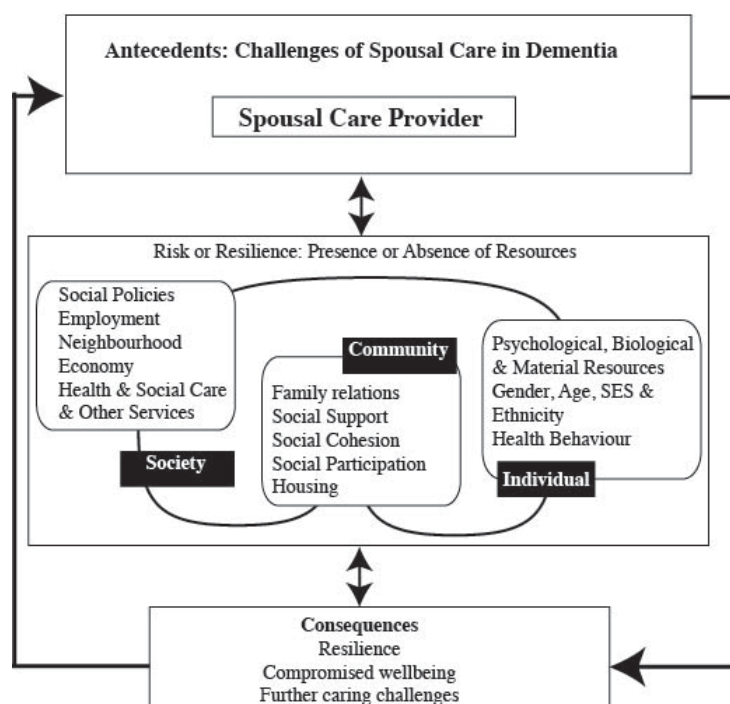 Antecedents: Challenges of Spousal Care in Dementia
Spousal Care Provider
Risk or Resilience: Presence or Absence of Resources
Social Policies
Employment
Neighbourhood
Economy
Health & Social Care
& Other Services
Society
Community
Family relations
Social Support
Social Cohesion
Social Participation
Housing
Psychological, Biological
& Material Resources
Gender, Age, SES &
Ethnicity
Health Behaviour
Individual
Consequences
Resilience
Compromised wellbeing
Further caring challenges